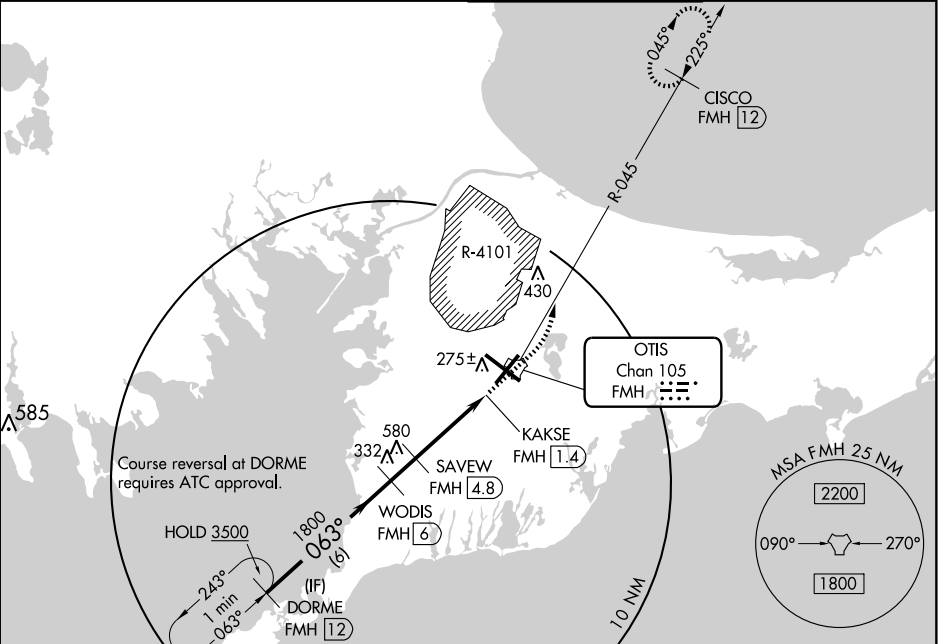 045°
225°
CISCO
FMH 12
R-045
R-4101
430
275±
OTIS
Chan 105
FMH
585
580
332
KAKSE
FMH 1.4
Course reversal at DORME
requires ATC approval.
SAVEW
FMH 4.8
WODIS
FMH 6
HOLD 3500
1800
063°
(6)
243°
1 min
063°
(IF)
DORME
FMH 12
10 NM
MSA FMH 25 NM
2200
090°
270°
1800